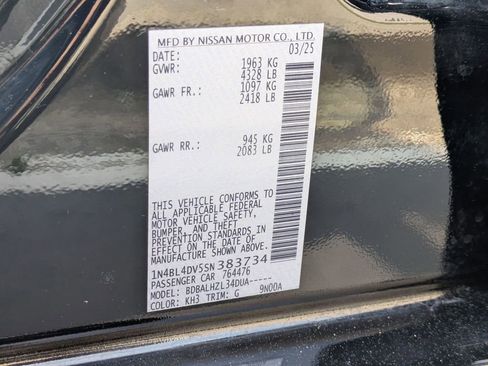 MFD BY NISSAN MOTOR CO., LTD.
DATE: 03/25
GVWR: 1963 KG
4328 LB
GAWR FR.: 1097 KG
2418 LB
GAWR RR.: 945 KG
2083 LB
THIS VEHICLE CONFORMS TO
ALL APPLICABLE FEDERAL
MOTOR VEHICLE SAFETY,
BUMPER, AND THEFT
PREVENTION STANDARDS IN
EFFECT ON THE DATE OF
MANUFACTURE SHOWN ABOVE.
1N4BL4DV5SN383734
PASSENGER CAR 764476
MODEL: BDBALHZL34DUA-----
COLOR: KH3 TRIM: G 9N00A